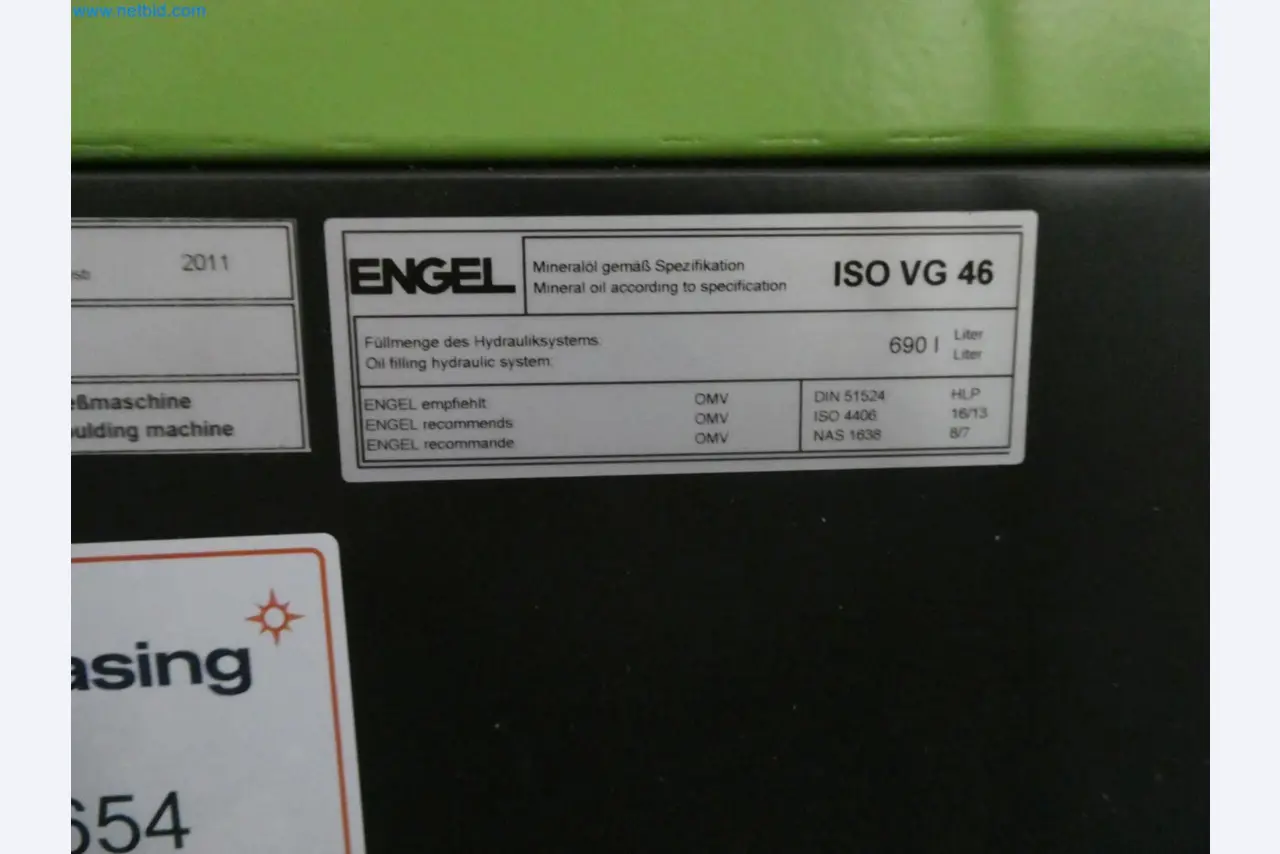 www.netbid.com
2011
eßmaschine
oulding machine
ENGEL
Mineralöl gemäß Spezifikation
Mineral oil according to specification
ISO VG 46
Füllmenge des Hydrauliksystems:
Oil filling hydraulic system:
690 l
Liter
Liter
ENGEL empfiehlt OMV
ENGEL recommends OMV
ENGEL recommande OMV
DIN 51524 HLP
ISO 4406 16/13
NAS 1638 8/7
asing
654